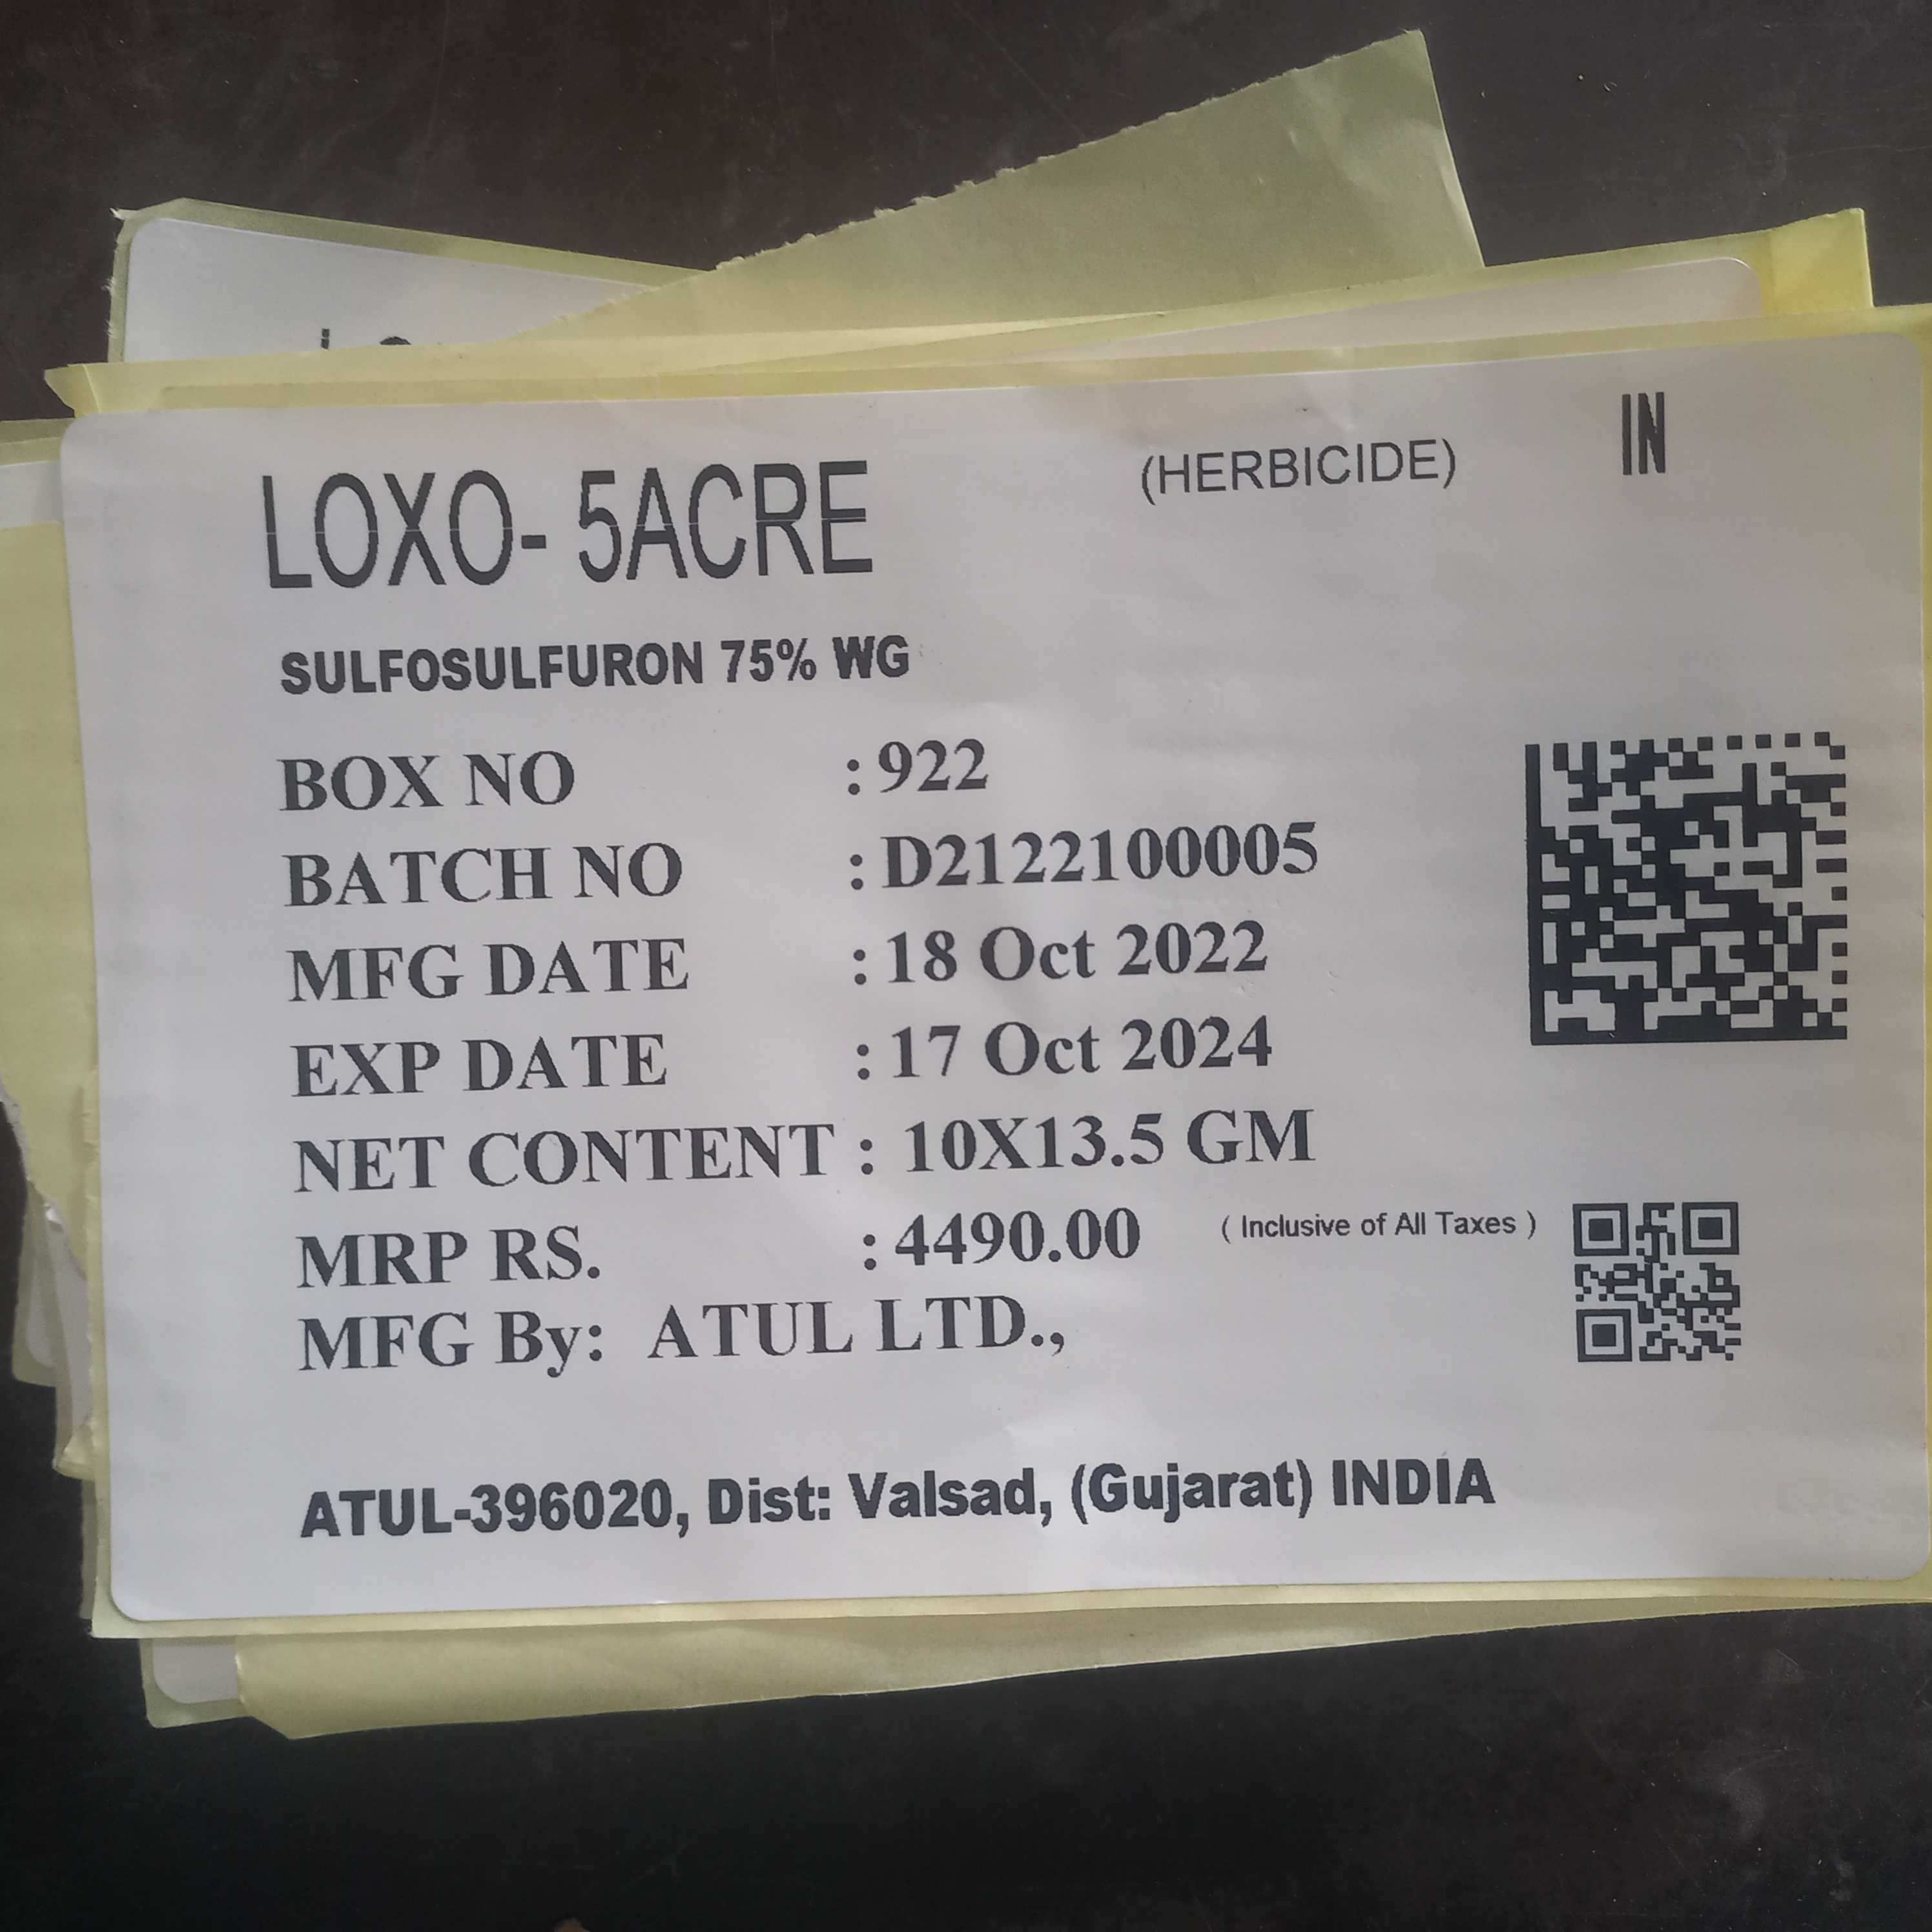 LOXO- 5ACRE (HERBICIDE) IN
SULFOSULFURON 75% WG
BOX NO : 922
BATCH NO : D2122100005
MFG DATE : 18 Oct 2022
EXP DATE : 17 Oct 2024
NET CONTENT : 10X13.5 GM
MRP RS. : 4490.00 ( Inclusive of All Taxes )
MFG By: ATUL LTD.,
ATUL-396020, Dist: Valsad, (Gujarat) INDIA